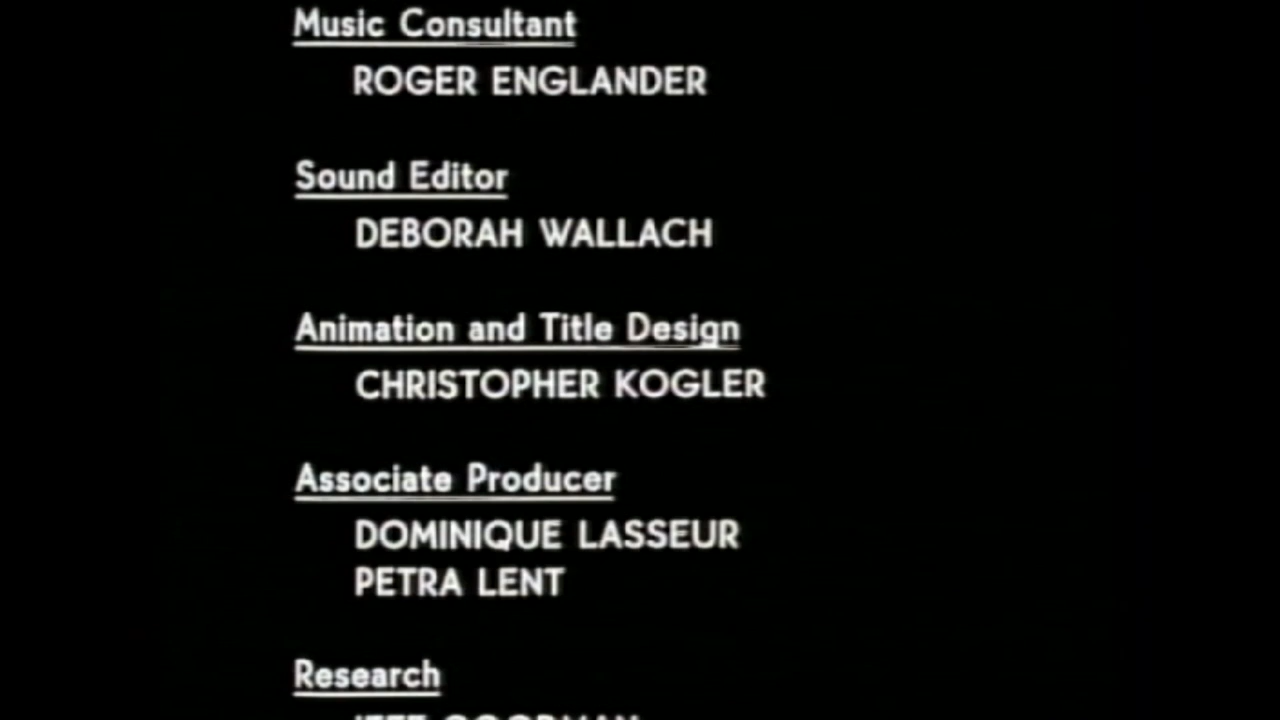 Music Consultant
ROGER ENGLANDER
Sound Editor
DEBORAH WALLACH
Animation and Title Design
CHRISTOPHER KOGLER
Associate Producer
DOMINIQUE LASSEUR
PETRA LENT
Research